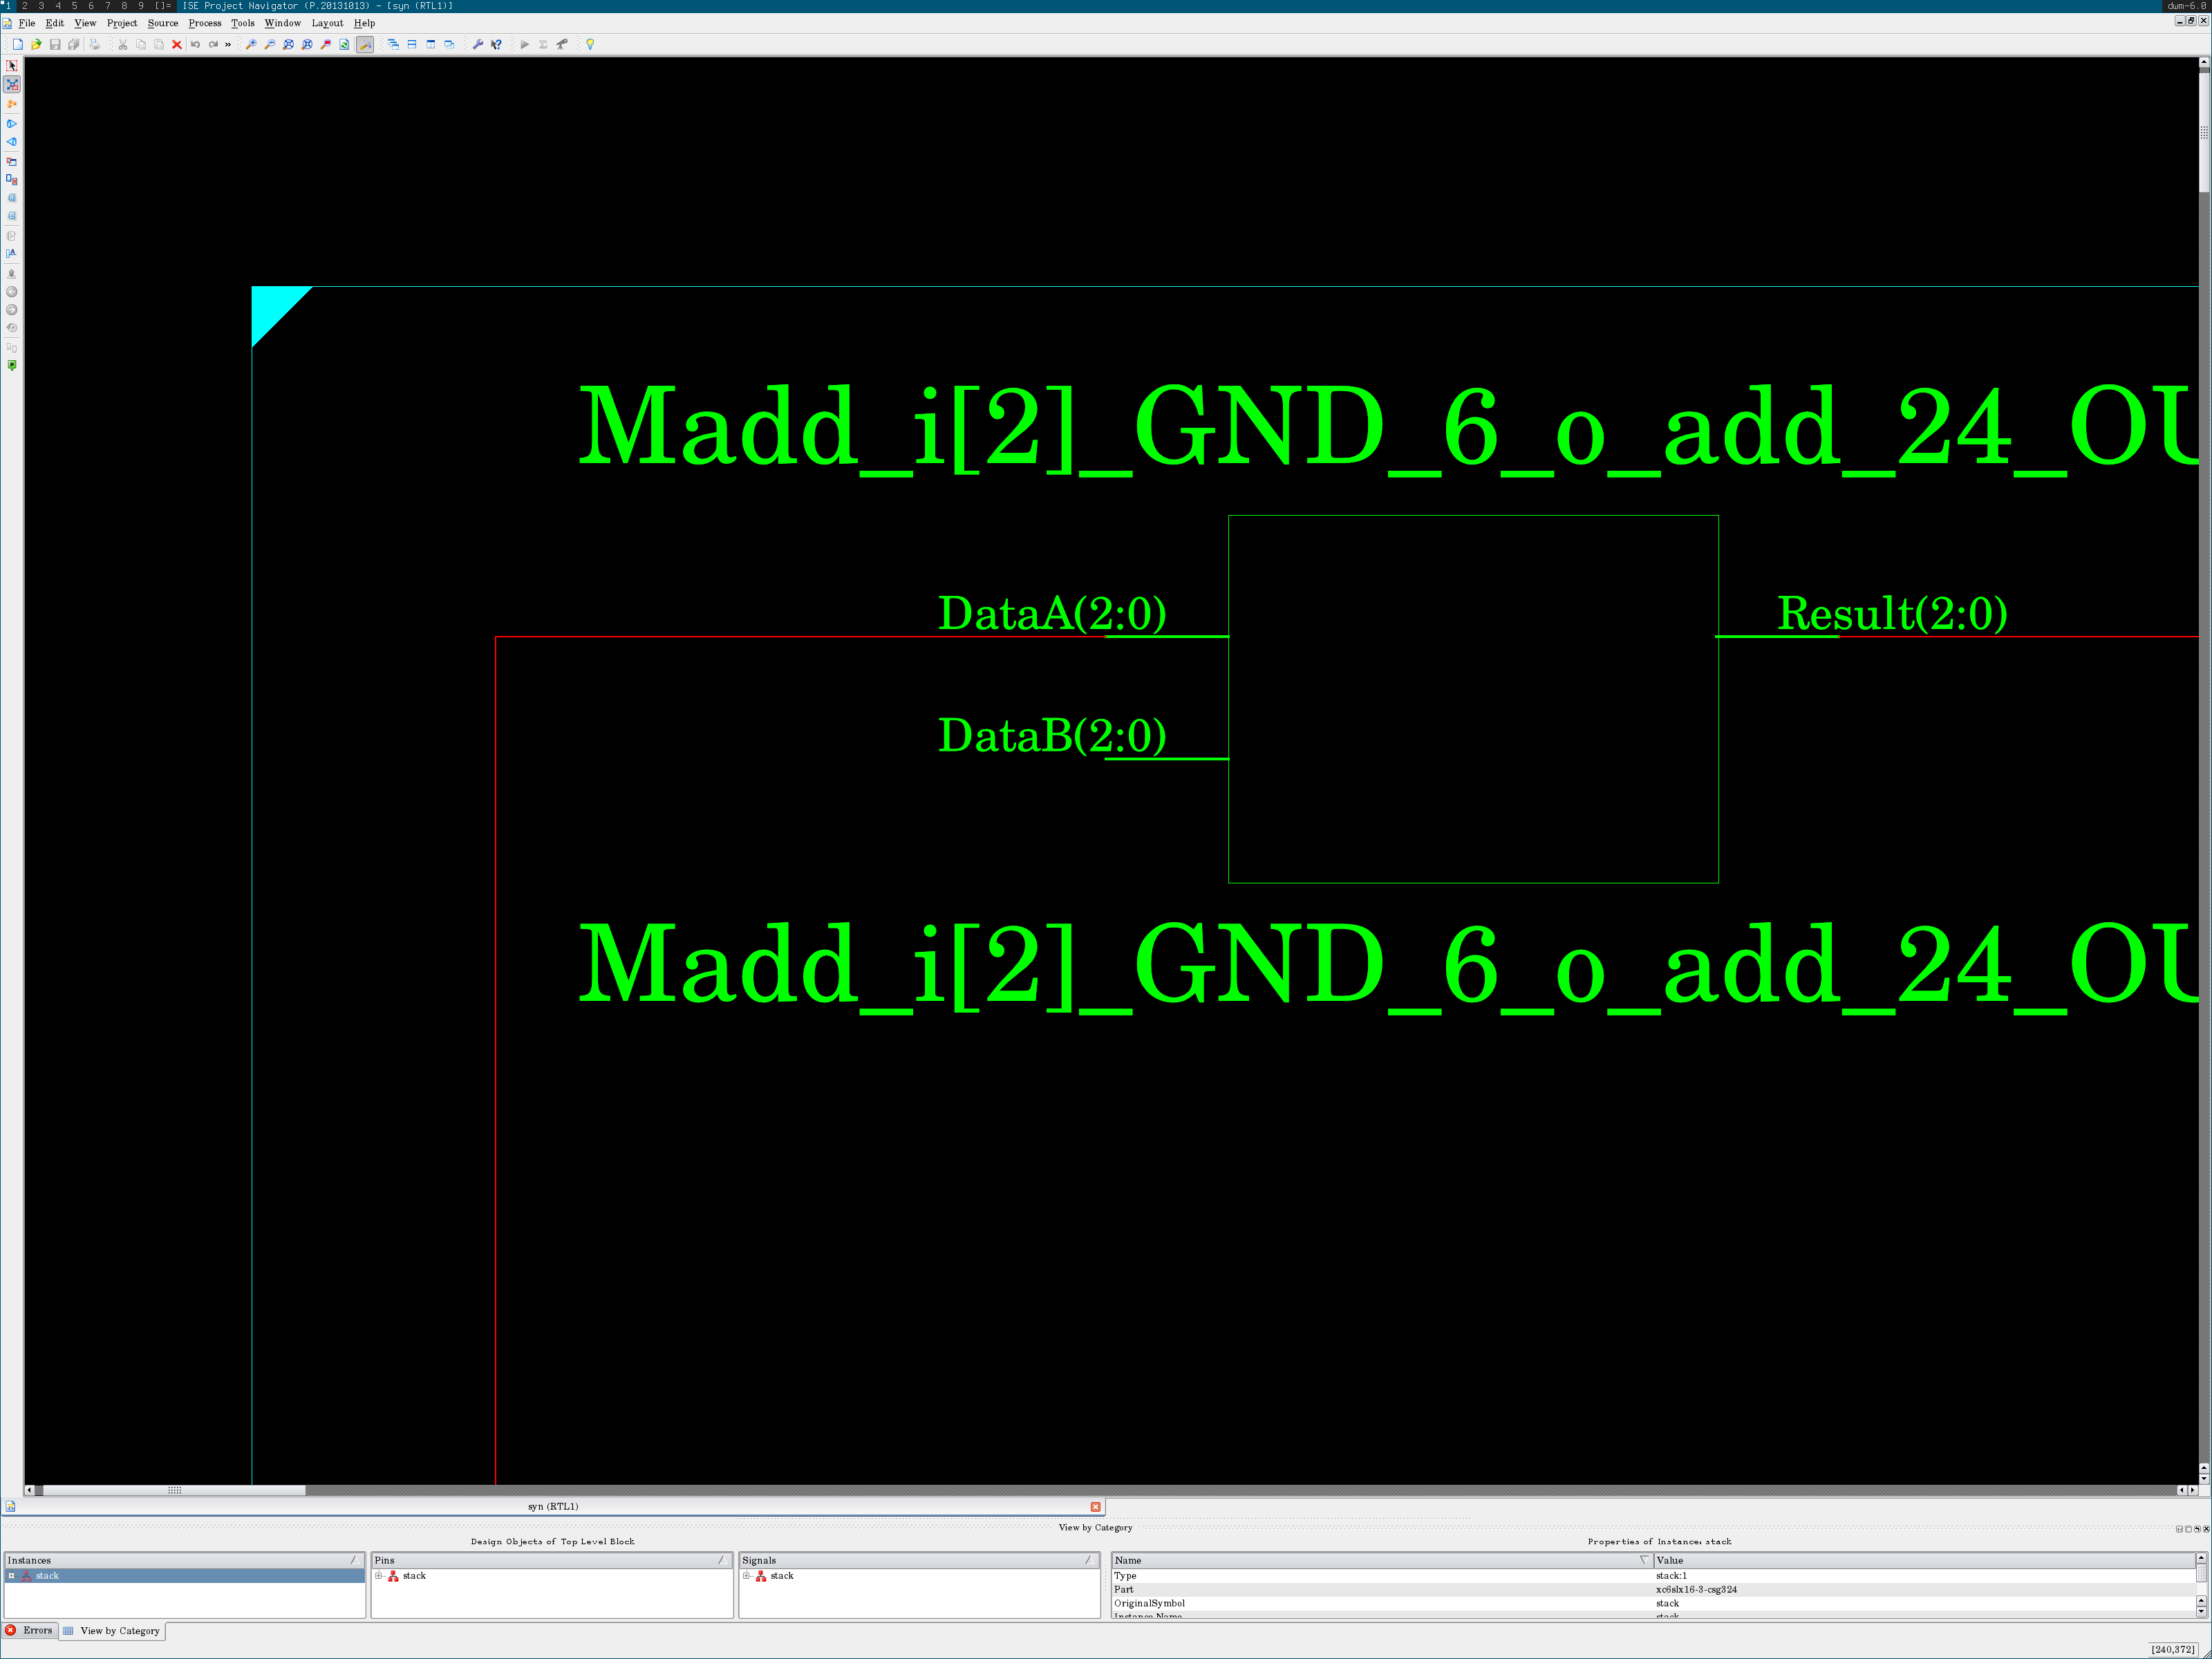 1 2 3 4 5 6 7 8 9 []= ISE Project Navigator (P.20131013) - [syn (RTL1)] dwm-6.0
File Edit View Project Source Process Tools Window Layout Help
Madd_i[2]_GND_6_o_add_24_OU
DataA(2:0) Result(2:0)
DataB(2:0)
Madd_i[2]_GND_6_o_add_24_OU
syn (RTL1)
View by Category
Design Objects of Top Level Block Properties of Instance: stack
Instances Pins Signals Name Value
stack stack stack Type stack:1
Part xc6slx16-3-csg324
OriginalSymbol stack
Instance Name stack
Errors View by Category
[240,372]